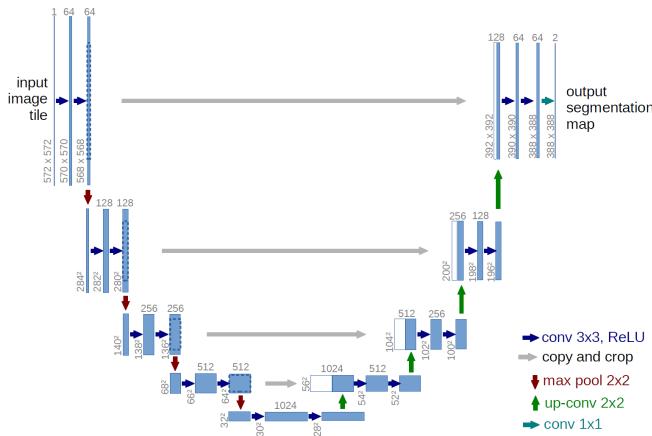 1 64 64
128 64 64 2
input
image
tile
output
segmentation
map
572 x 572
570 x 570
568 x 568
392 x 392
390 x 390
388 x 388
388 x 388
128 128
256 128
284²
282²
280²
200²
198²
196²
256 256
512 256
140²
138²
136²
104²
102²
100²
512 512
1024 512
68²
66²
64²
56²
54²
52²
1024
32²
30²
28²
conv 3x3, ReLU
copy and crop
max pool 2x2
up-conv 2x2
conv 1x1